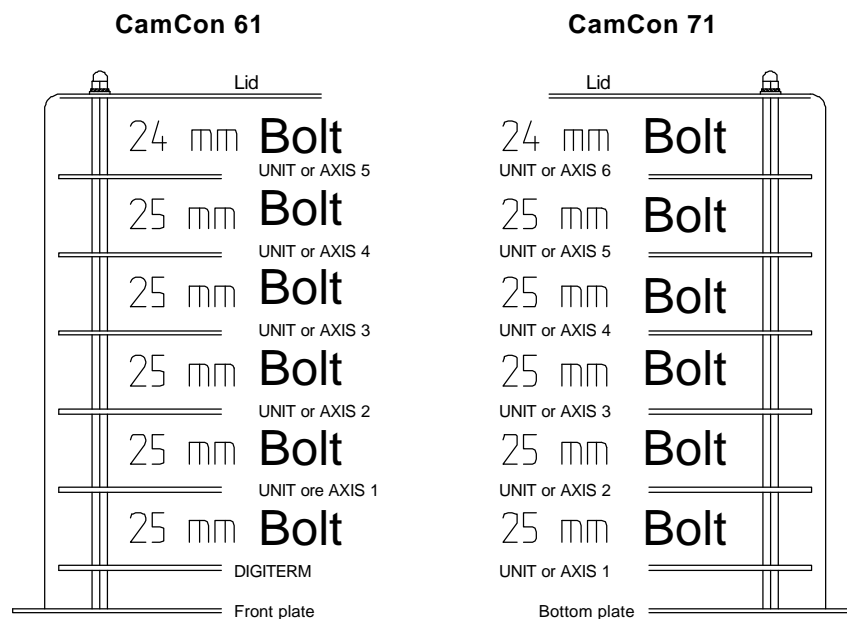 CamCon 61
Lid
24 mm Bolt
UNIT or AXIS 5
25 mm Bolt
UNIT or AXIS 4
25 mm Bolt
UNIT or AXIS 3
25 mm Bolt
UNIT or AXIS 2
25 mm Bolt
UNIT ore AXIS 1
25 mm Bolt
DIGITERM
Front plate
CamCon 71
Lid
24 mm Bolt
UNIT or AXIS 6
25 mm Bolt
UNIT or AXIS 5
25 mm Bolt
UNIT or AXIS 4
25 mm Bolt
UNIT or AXIS 3
25 mm Bolt
UNIT or AXIS 2
25 mm Bolt
UNIT or AXIS 1
Bottom plate